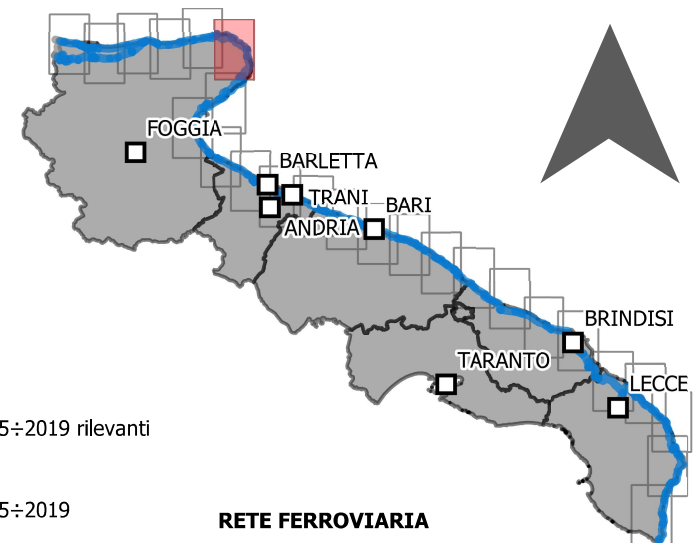 FOGGIA
BARLETTA
TRANI
BARI
ANDRIA
BRINDISI
TARANTO
LECCE
5÷2019 rilevanti
5÷2019
RETE FERROVIARIA